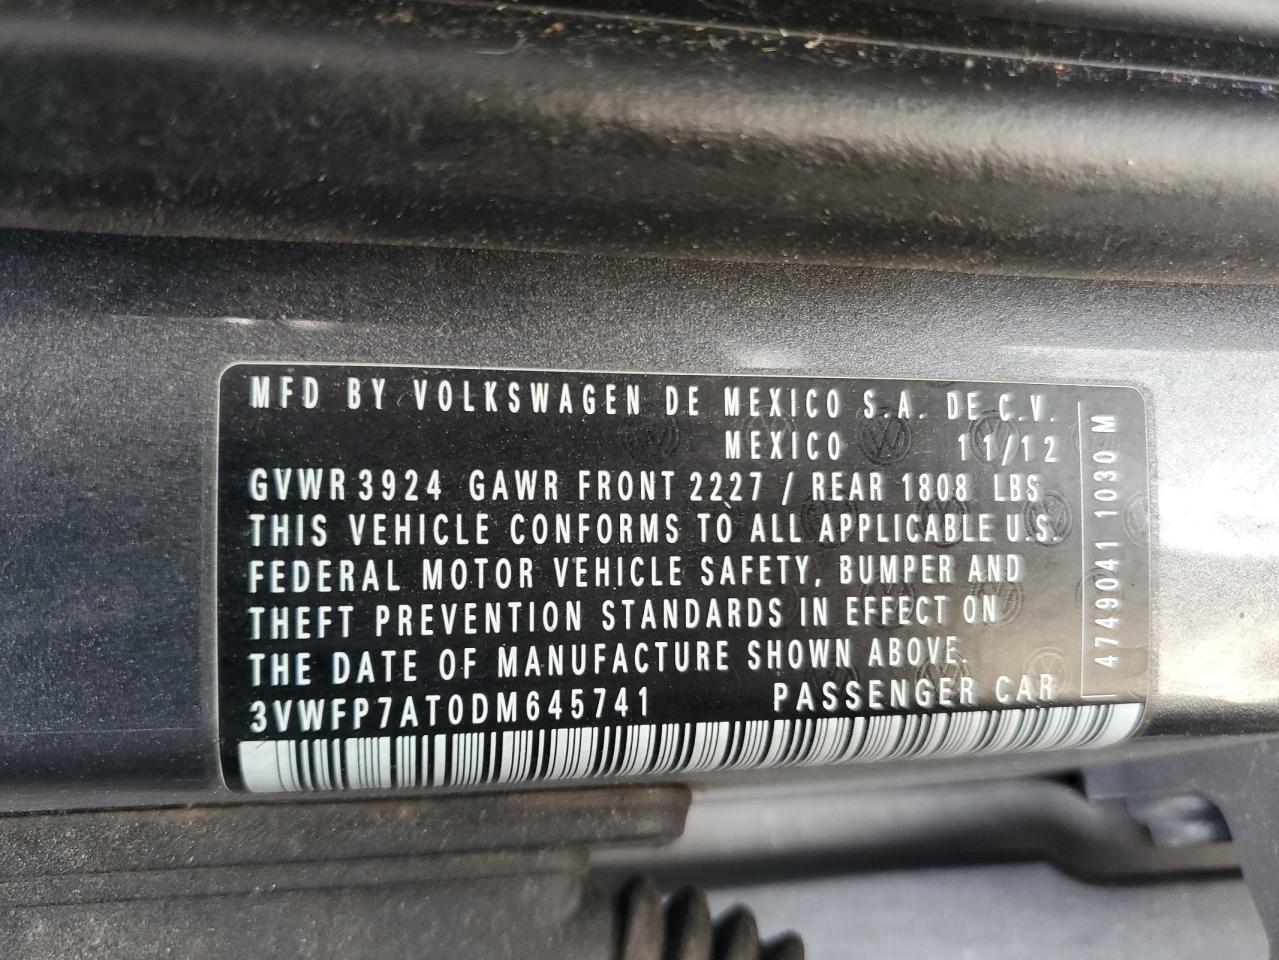 MFD BY VOLKSWAGEN DE MEXICO S.A. DE C.V.
MEXICO 11/12
GVWR 3924 GAWR FRONT 2227 / REAR 1808 LBS
THIS VEHICLE CONFORMS TO ALL APPLICABLE U.S.
FEDERAL MOTOR VEHICLE SAFETY, BUMPER AND
THEFT PREVENTION STANDARDS IN EFFECT ON
THE DATE OF MANUFACTURE SHOWN ABOVE
3VWFP7AT0DM645741 PASSENGER CAR
4749041 1030 M